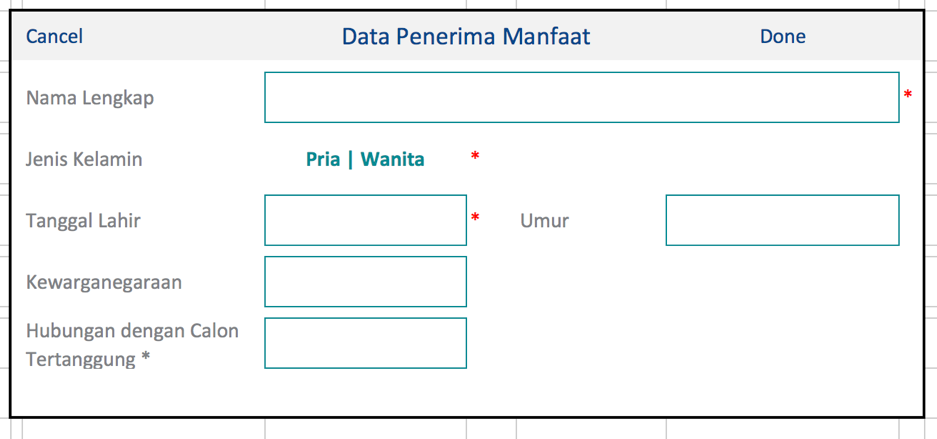 Cancel Data Penerima Manfaat Done
Nama Lengkap *
Jenis Kelamin Pria | Wanita *
Tanggal Lahir * Umur
Kewarganegaraan
Hubungan dengan Calon
Tertanggung *